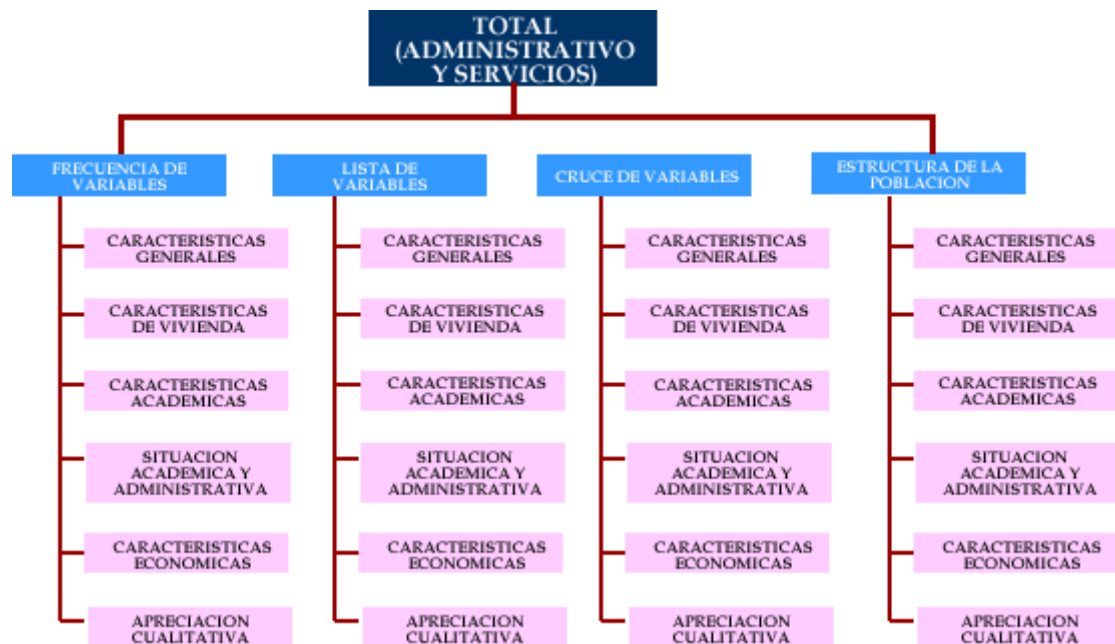 TOTAL
(ADMINISTRATIVO
Y SERVICIOS)
FRECUENCIA DE
VARIABLES
LISTA DE
VARIABLES
CRUCE DE VARIABLES
ESTRUCTURA DE LA
POBLACION
CARACTERISTICAS
GENERALES
CARACTERISTICAS
DE VIVIENDA
CARACTERISTICAS
ACADEMICAS
SITUACION
ACADEMICA Y
ADMINISTRATIVA
CARACTERISTICAS
ECONOMICAS
APRECIACION
CUALITATIVA
CARACTERISTICAS
GENERALES
CARACTERISTICAS
DE VIVIENDA
CARACTERISTICAS
ACADEMICAS
SITUACION
ACADEMICA Y
ADMINISTRATIVA
CARACTERISTICAS
ECONOMICAS
APRECIACION
CUALITATIVA
CARACTERISTICAS
GENERALES
CARACTERISTICAS
DE VIVIENDA
CARACTERISTICAS
ACADEMICAS
SITUACION
ACADEMICA Y
ADMINISTRATIVA
CARACTERISTICAS
ECONOMICAS
APRECIACION
CUALITATIVA
CARACTERISTICAS
GENERALES
CARACTERISTICAS
DE VIVIENDA
CARACTERISTICAS
ACADEMICAS
SITUACION
ACADEMICA Y
ADMINISTRATIVA
CARACTERISTICAS
ECONOMICAS
APRECIACION
CUALITATIVA